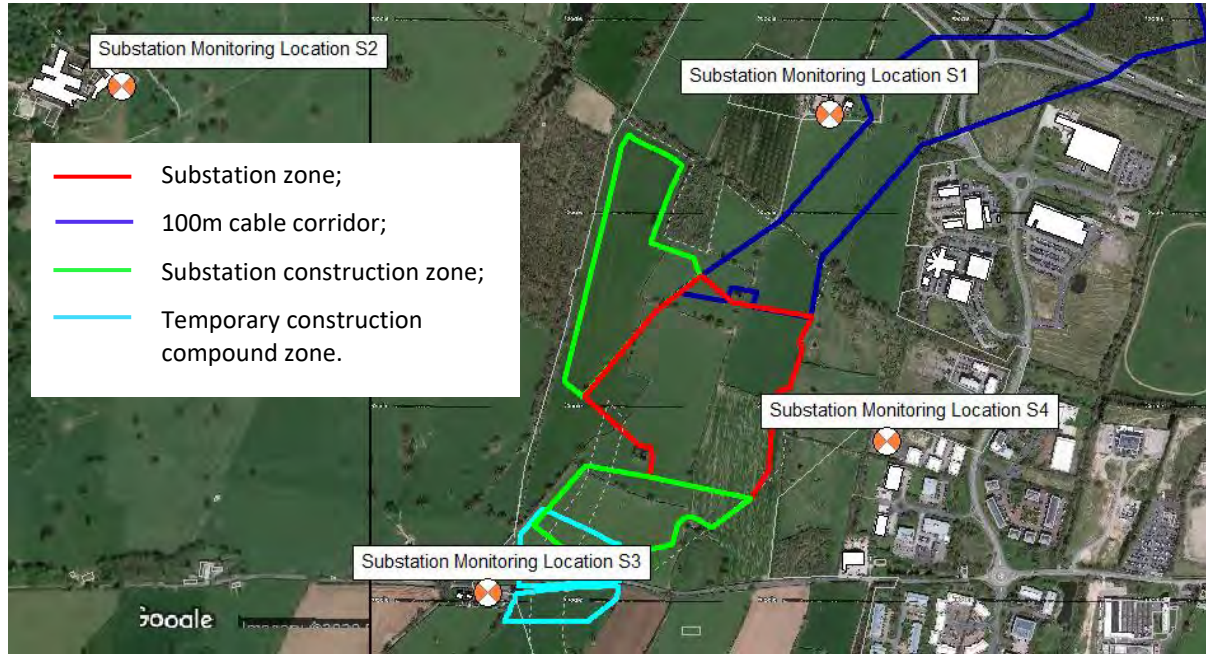 Substation Monitoring Location S2
Substation Monitoring Location S1
Substation zone;
100m cable corridor;
Substation construction zone;
Temporary construction
compound zone.
Substation Monitoring Location S4
Substation Monitoring Location S3
Google